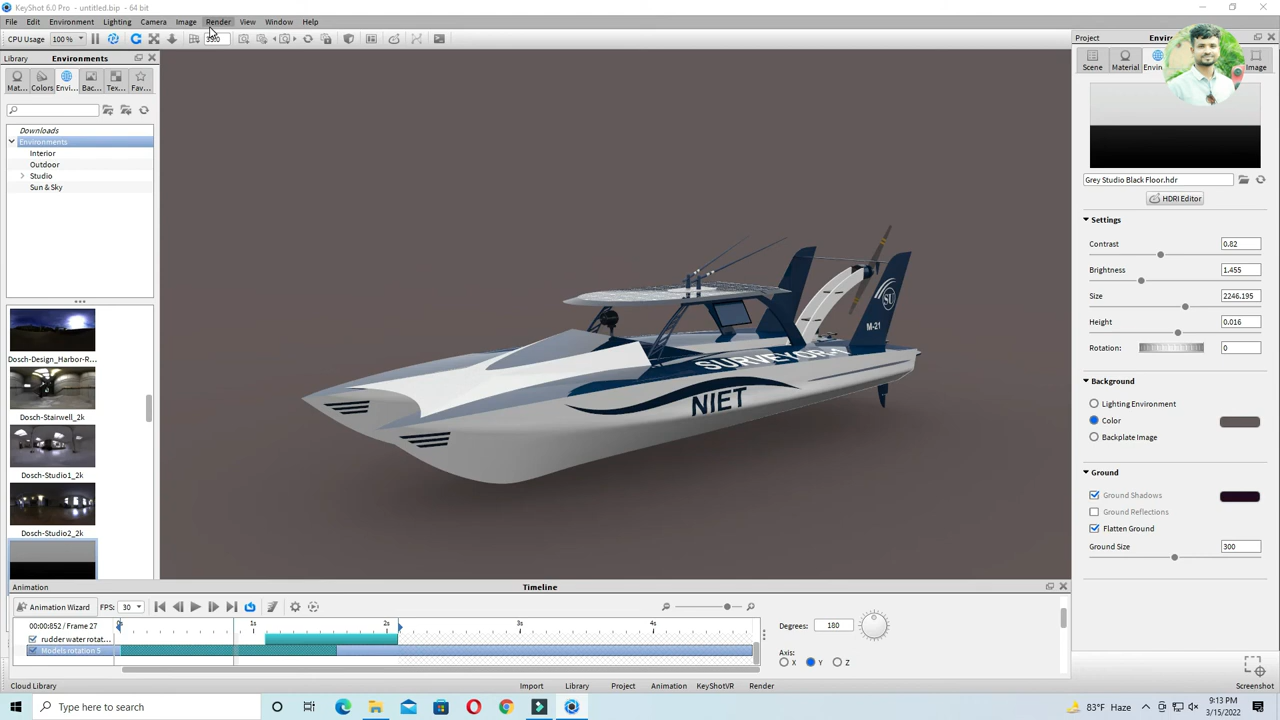 KeyShot 6.0 Pro - untitled.bip - 64 bit
File Edit Environment Lighting Camera Image Render View Window Help
CPU Usage 100 %
Library Environments
Mat... Colors Envi... Bac... Tex... Fav...
Downloads
Environments
Interior
Outdoor
Studio
Sun & Sky
Dosch-Design_Harbor-R...
Dosch-Stairwell_2k
Dosch-Studio1_2k
Dosch-Studio2_2k
SURVEYOR-1
NIET
SU
M-21
Project
Scene Material Image
Grey Studio Black Floor.hdr
HDRI Editor
Settings
Contrast 0.82
Brightness 1.455
Size 2246.195
Height 0.016
Rotation: 0
Background
Lighting Environment
Color
Backplate Image
Ground
Ground Shadows
Ground Reflections
Flatten Ground
Ground Size 300
Animation Timeline
Animation Wizard FPS: 30
00:00:852 / Frame 27 0s 1s 2s 3s 4s
rudder water rotat...
Models rotation 5
Degrees: 180
Axis:
X Y Z
Cloud Library Import Library Project Animation KeyShotVR Render Screenshot
Type here to search
83°F Haze
9:13 PM
3/15/2022